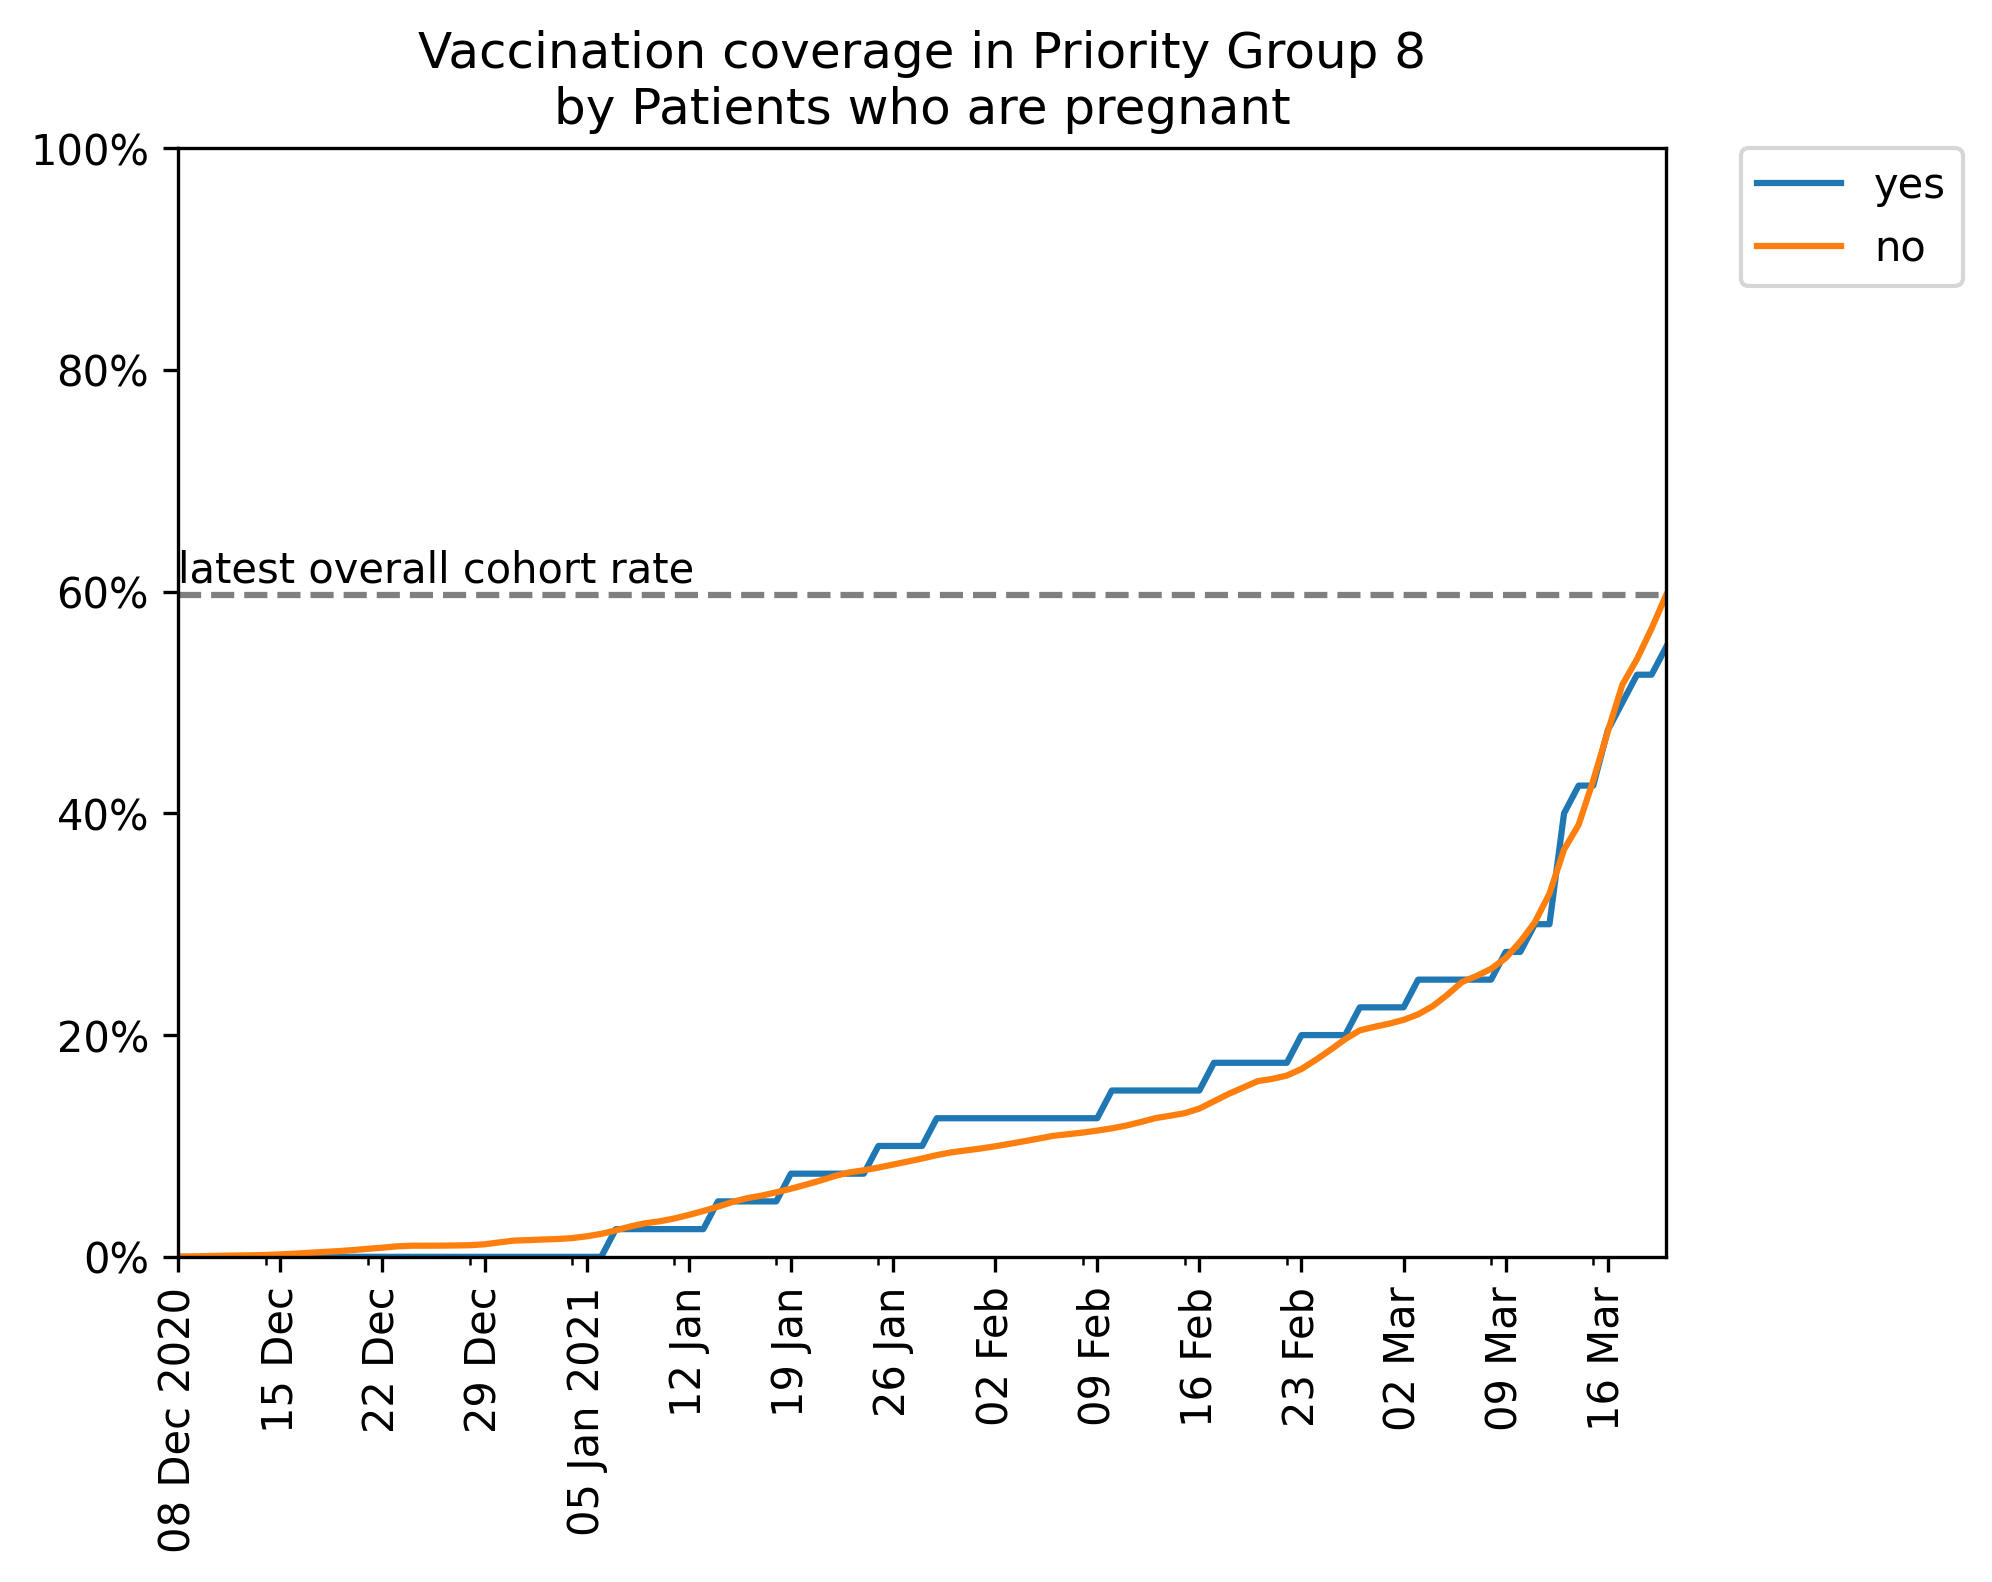 Vaccination coverage in Priority Group 8
by Patients who are pregnant
100%
80%
60%
40%
20%
0%
latest overall cohort rate
yes
no
08 Dec 2020
15 Dec
22 Dec
29 Dec
05 Jan 2021
12 Jan
19 Jan
26 Jan
02 Feb
09 Feb
16 Feb
23 Feb
02 Mar
09 Mar
16 Mar